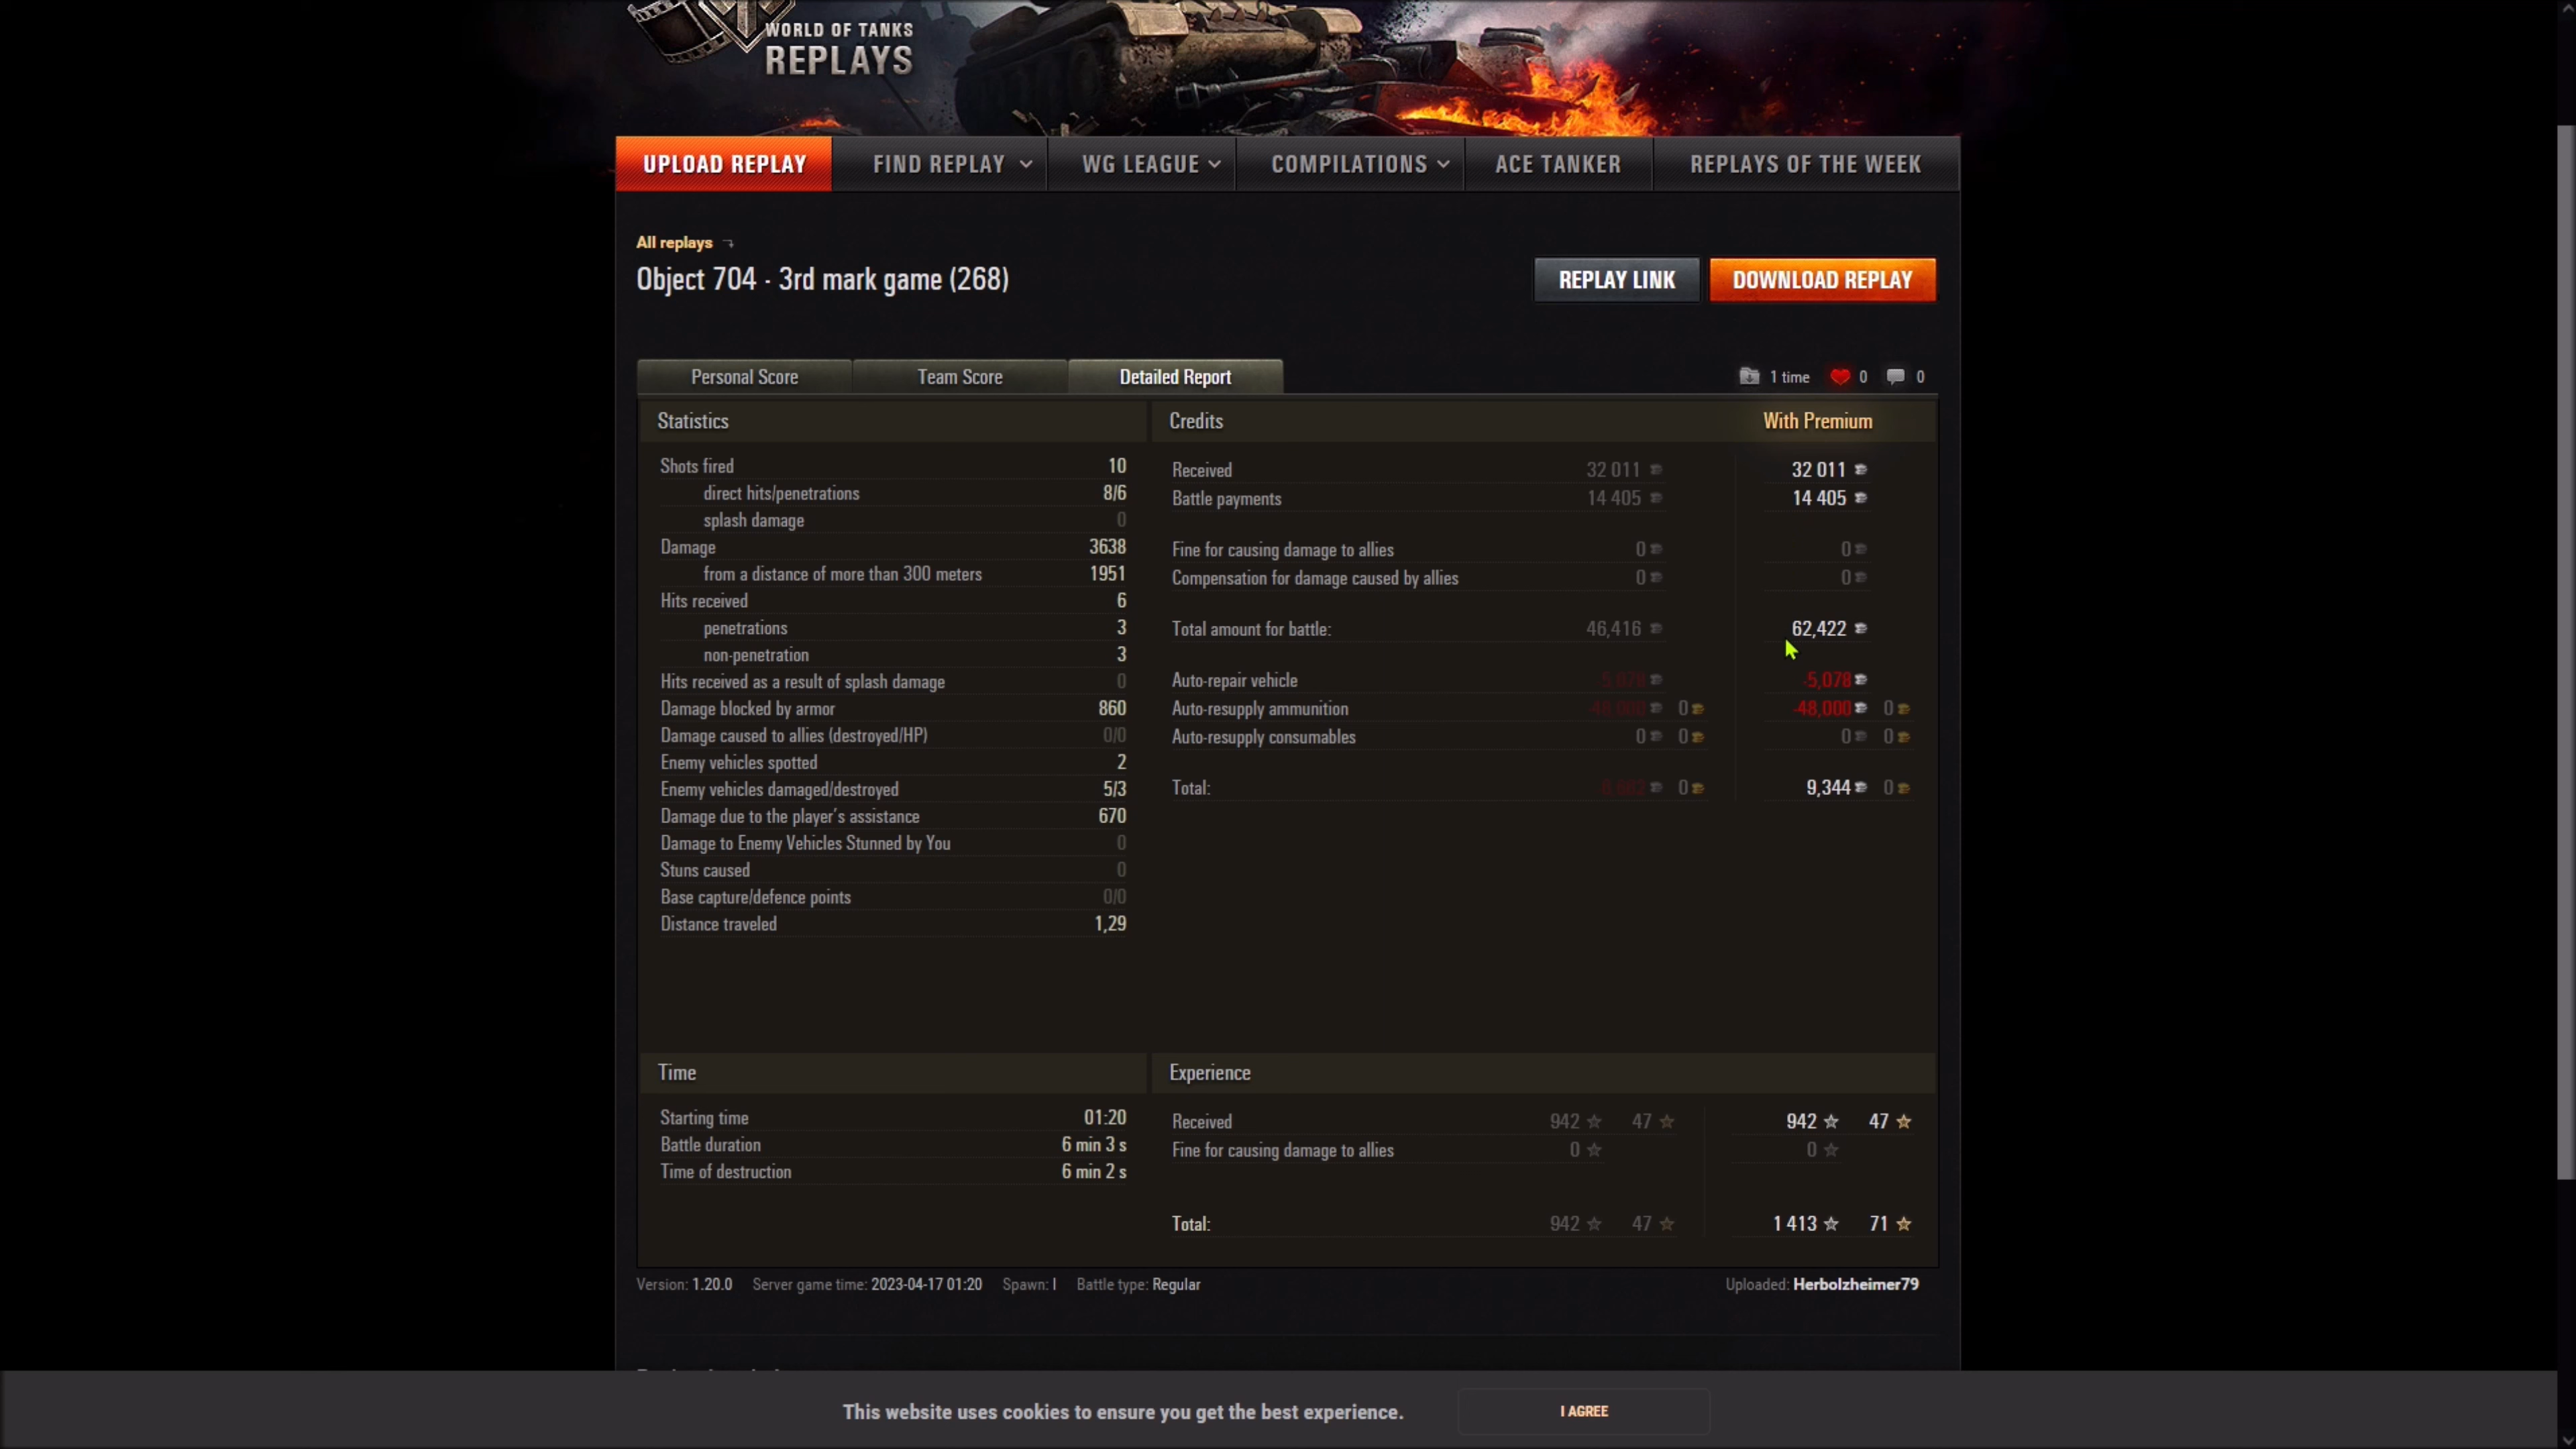 WORLD OF TANKS
REPLAYS
UPLOAD REPLAY FIND REPLAY WG LEAGUE COMPILATIONS ACE TANKER REPLAYS OF THE WEEK
All replays
Object 704 - 3rd mark game (268)
REPLAY LINK DOWNLOAD REPLAY
Personal Score Team Score Detailed Report 1 time 0 0
Statistics
Shots fired 10
direct hits/penetrations 8/6
splash damage 0
Damage 3638
from a distance of more than 300 meters 1951
Hits received 6
penetrations 3
non-penetration 3
Hits received as a result of splash damage 0
Damage blocked by armor 860
Damage caused to allies (destroyed/HP) 0/0
Enemy vehicles spotted 2
Enemy vehicles damaged/destroyed 5/3
Damage due to the player's assistance 670
Damage to Enemy Vehicles Stunned by You 0
Stuns caused 0
Base capture/defence points 0/0
Distance traveled 1,29
Credits With Premium
Received 32 011 32 011
Battle payments 14 405 14 405
Fine for causing damage to allies 0 0
Compensation for damage caused by allies 0 0
Total amount for battle: 46,416 62,422
Auto-repair vehicle -5,078 -5,078
Auto-resupply ammunition -48,000 0 -48,000 0
Auto-resupply consumables 0 0 0 0
Total: 0 9,344 0
Time
Starting time 01:20
Battle duration 6 min 3 s
Time of destruction 6 min 2 s
Experience
Received 942 47 942 47
Fine for causing damage to allies 0 0
Total: 942 47 1 413 71
Version: 1.20.0 Server game time: 2023-04-17 01:20 Spawn: I Battle type: Regular Uploaded: Herbolzheimer79
This website uses cookies to ensure you get the best experience. I AGREE